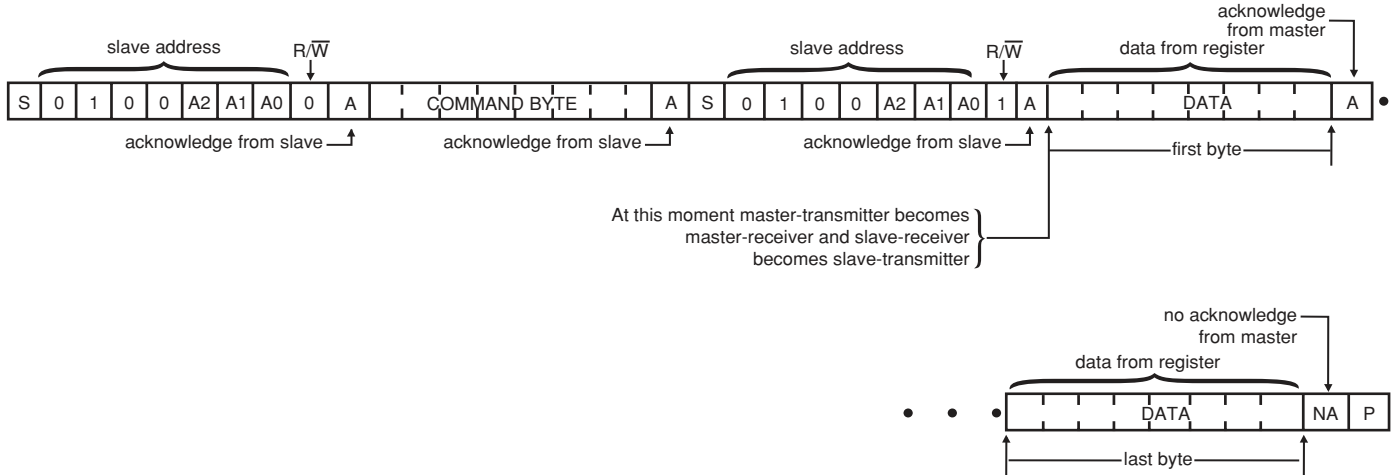 acknowledge
from master
slave address R/W̅ slave address R/W̅ data from register
S 0 1 0 0 A2 A1 A0 0 A COMMAND BYTE A S 0 1 0 0 A2 A1 A0 1 A DATA A
acknowledge from slave acknowledge from slave acknowledge from slave first byte
At this moment master-transmitter becomes
master-receiver and slave-receiver
becomes slave-transmitter
no acknowledge
from master
data from register
DATA NA P
last byte